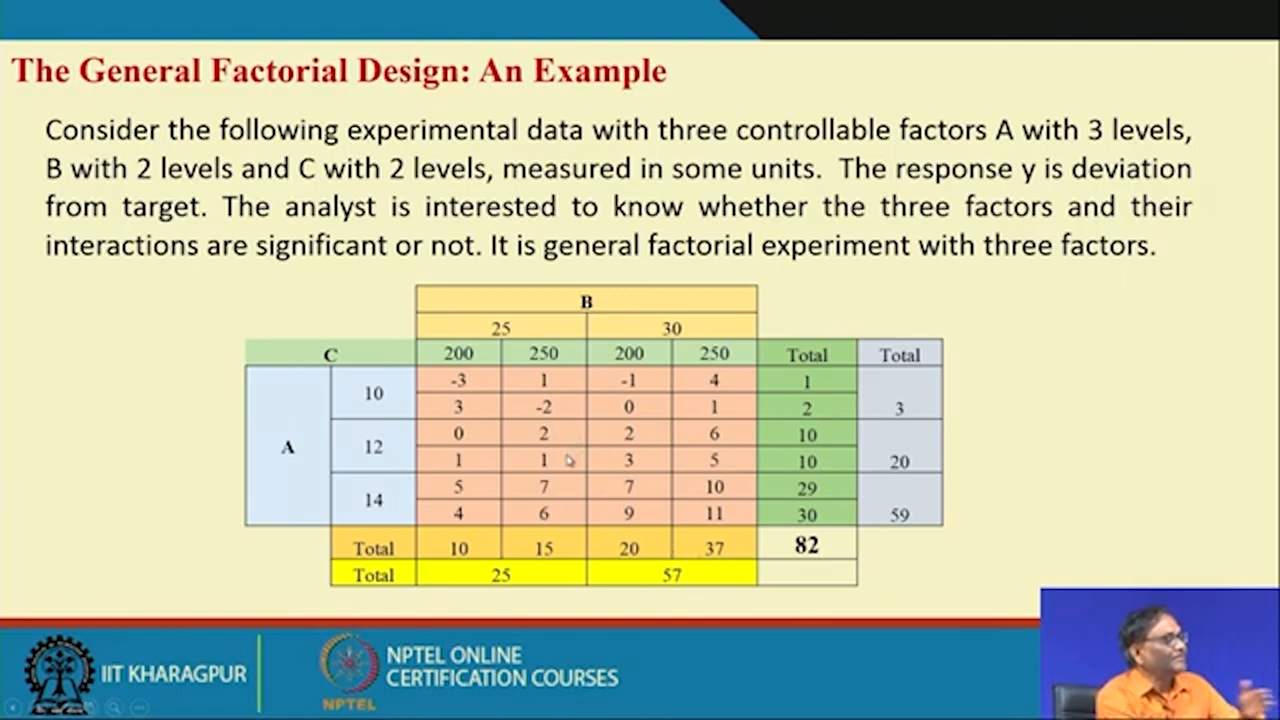 The General Factorial Design: An Example
Consider the following experimental data with three controllable factors A with 3 levels,
B with 2 levels and C with 2 levels, measured in some units. The response y is deviation
from target. The analyst is interested to know whether the three factors and their
interactions are significant or not. It is general factorial experiment with three factors.
B
25 30
C 200 250 200 250 Total Total
A
10 -3 1 -1 4 1
3 -2 0 1 2 3
12 0 2 2 6 10
1 1 3 5 10 20
14 5 7 7 10 29
4 6 9 11 30 59
Total 10 15 20 37 82
Total 25 57
IIT KHARAGPUR
NPTEL
NPTEL ONLINE
CERTIFICATION COURSES